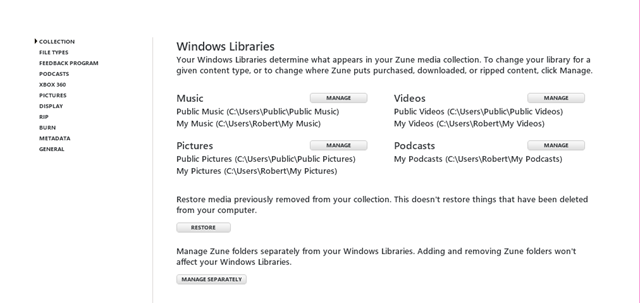 COLLECTION
FILE TYPES
FEEDBACK PROGRAM
PODCASTS
XBOX 360
PICTURES
DISPLAY
RIP
BURN
METADATA
GENERAL
Windows Libraries
Your Windows Libraries determine what appears in your Zune media collection. To change your library for a
given content type, or to change where Zune puts purchased, downloaded, or ripped content, click Manage.
Music
MANAGE
Public Music (C:\Users\Public\Public Music)
My Music (C:\Users\Robert\My Music)
Videos
MANAGE
Public Videos (C:\Users\Public\Public Videos)
My Videos (C:\Users\Robert\My Videos)
Pictures
MANAGE
Public Pictures (C:\Users\Public\Public Pictures)
My Pictures (C:\Users\Robert\My Pictures)
Podcasts
MANAGE
My Podcasts (C:\Users\Robert\My Podcasts)
Restore media previously removed from your collection. This doesn't restore things that have been deleted
from your computer.
RESTORE
Manage Zune folders separately from your Windows Libraries. Adding and removing Zune folders won't
affect your Windows Libraries.
MANAGE SEPARATELY